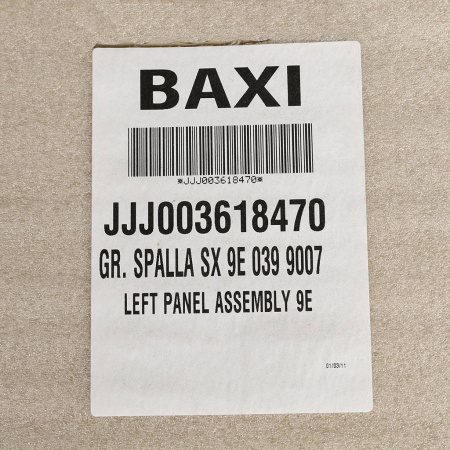 BAXI
*JJJ003618470*
JJJ003618470
GR. SPALLA SX 9E 039 9007
LEFT PANEL ASSEMBLY 9E
01/03/11